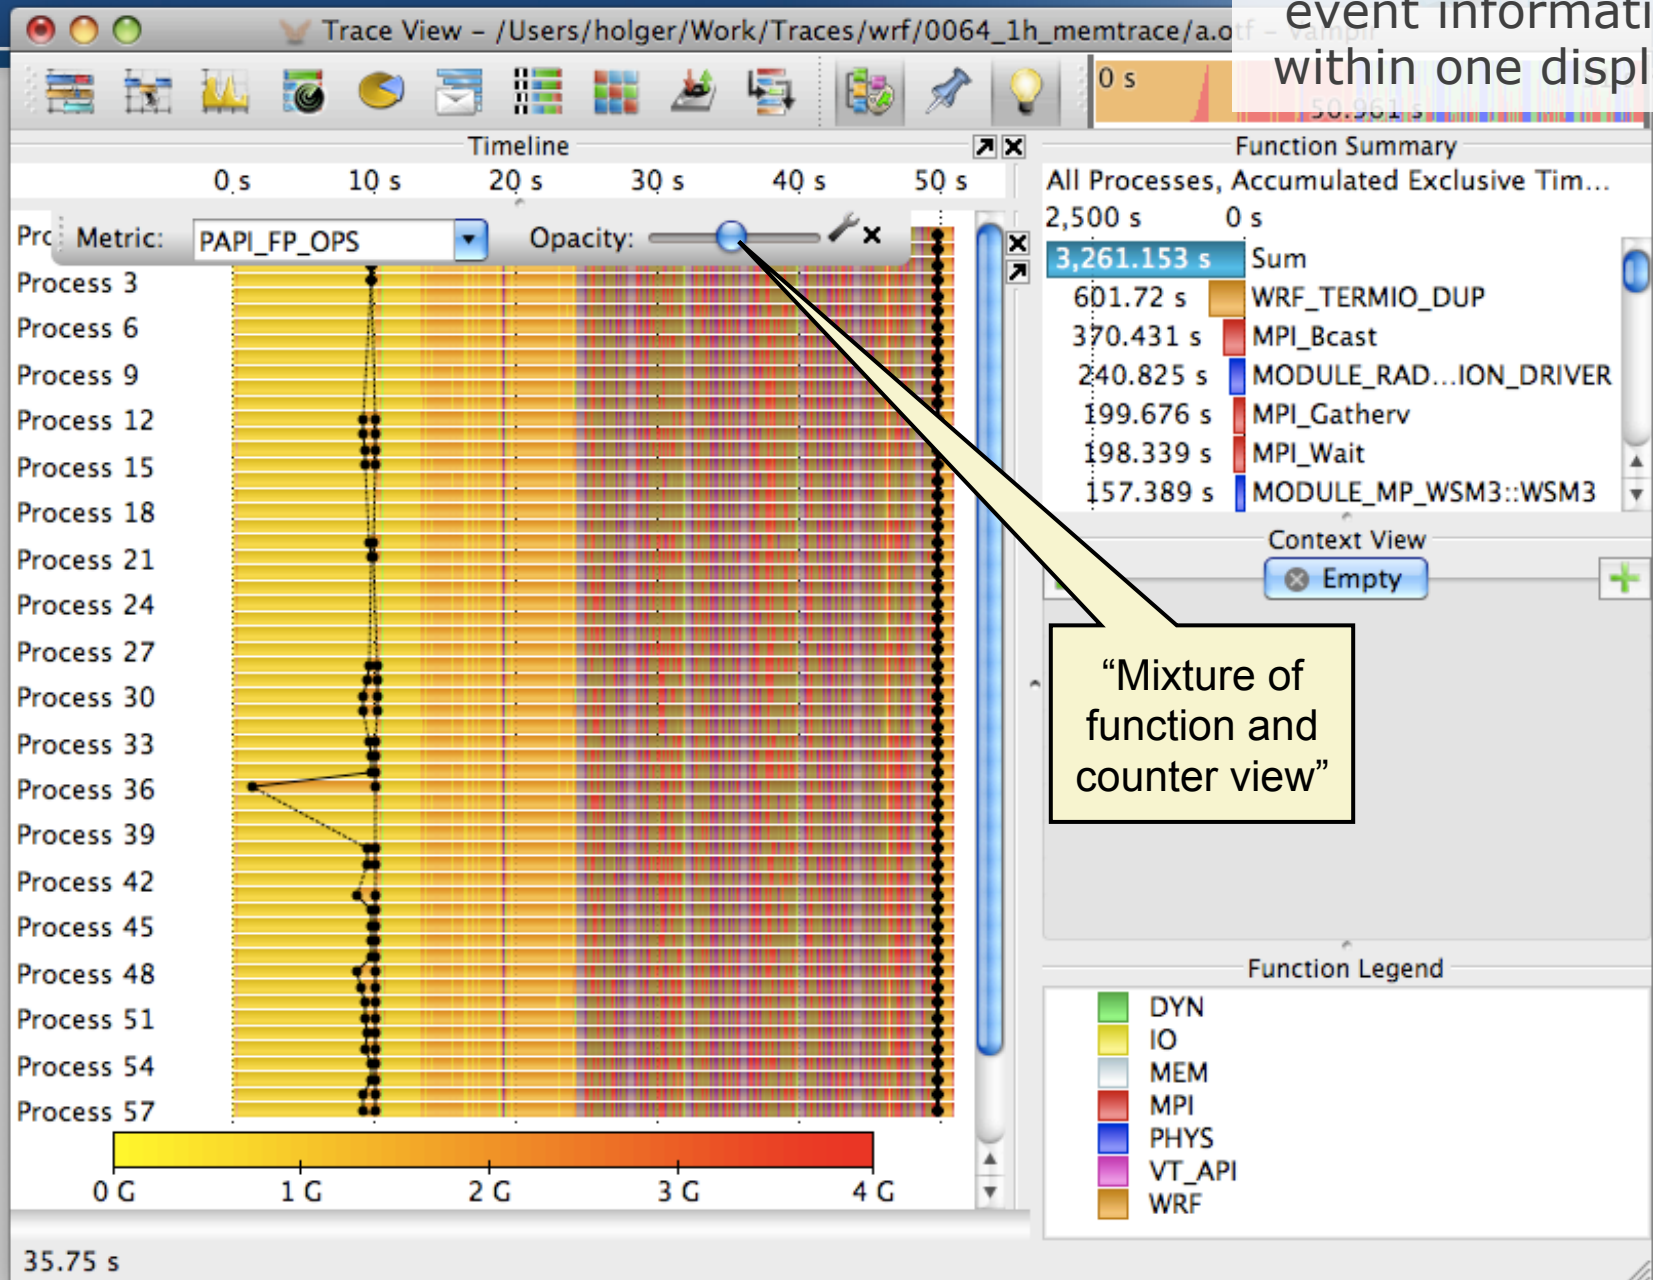 event informati
Trace View – /Users/holger/Work/Traces/wrf/0064_1h_memtrace/a.otf – Vampir
within one displ
0 s
50.961 s
Timeline
0 s 10 s 20 s 30 s 40 s 50 s
Metric: PAPI_FP_OPS Opacity:
Process 3
Process 6
Process 9
Process 12
Process 15
Process 18
Process 21
Process 24
Process 27
Process 30
Process 33
Process 36
Process 39
Process 42
Process 45
Process 48
Process 51
Process 54
Process 57
0 G 1 G 2 G 3 G 4 G
35.75 s
Function Summary
All Processes, Accumulated Exclusive Tim...
2,500 s 0 s
3,261.153 s Sum
601.72 s WRF_TERMIO_DUP
370.431 s MPI_Bcast
240.825 s MODULE_RAD...ION_DRIVER
199.676 s MPI_Gatherv
198.339 s MPI_Wait
157.389 s MODULE_MP_WSM3::WSM3
Context View
Empty
“Mixture of
function and
counter view”
Function Legend
DYN
IO
MEM
MPI
PHYS
VT_API
WRF